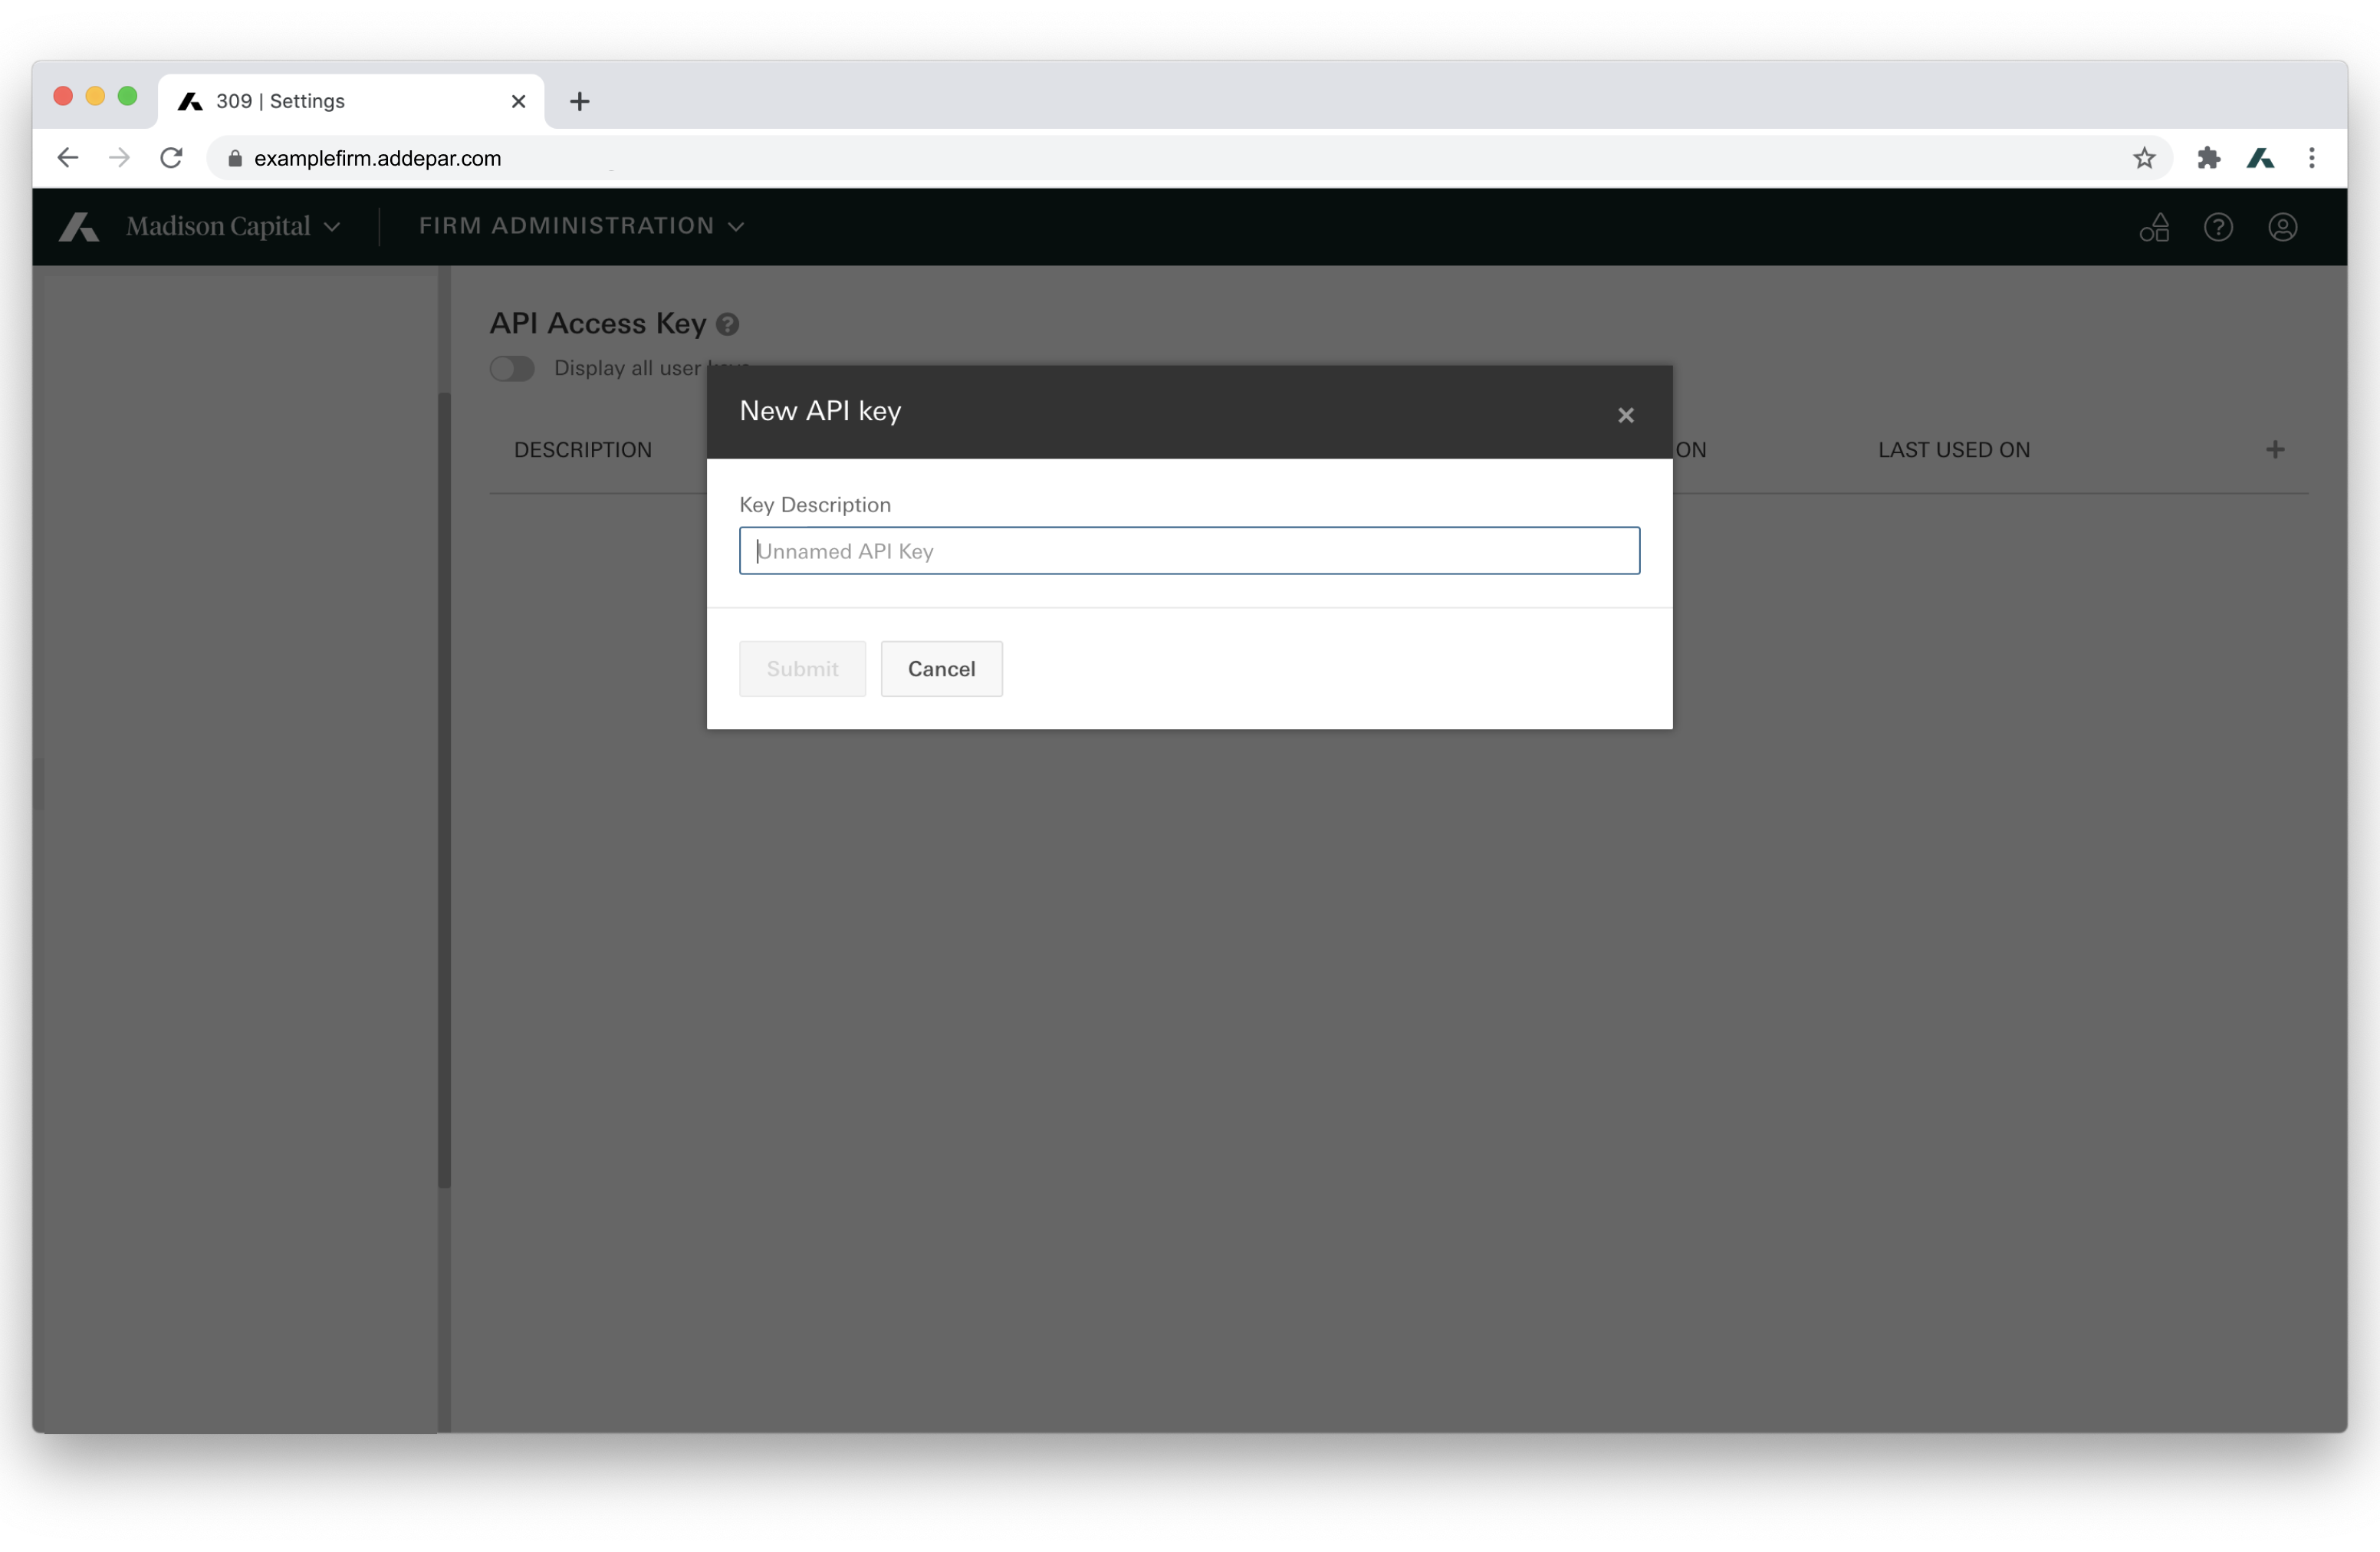 309 | Settings
examplefirm.addepar.com
Madison Capital
FIRM ADMINISTRATION
API Access Key
Display all user
New API key
DESCRIPTION
ON
LAST USED ON
Key Description
Unnamed API Key
Submit
Cancel